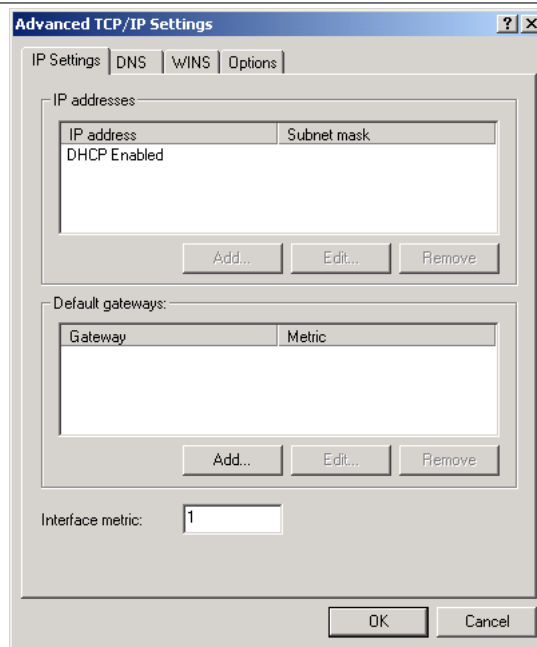 Advanced TCP/IP Settings
IP Settings DNS WINS Options
IP addresses
IP address Subnet mask
DHCP Enabled
Add... Edit... Remove
Default gateways:
Gateway Metric
Add... Edit... Remove
Interface metric: 1
OK Cancel